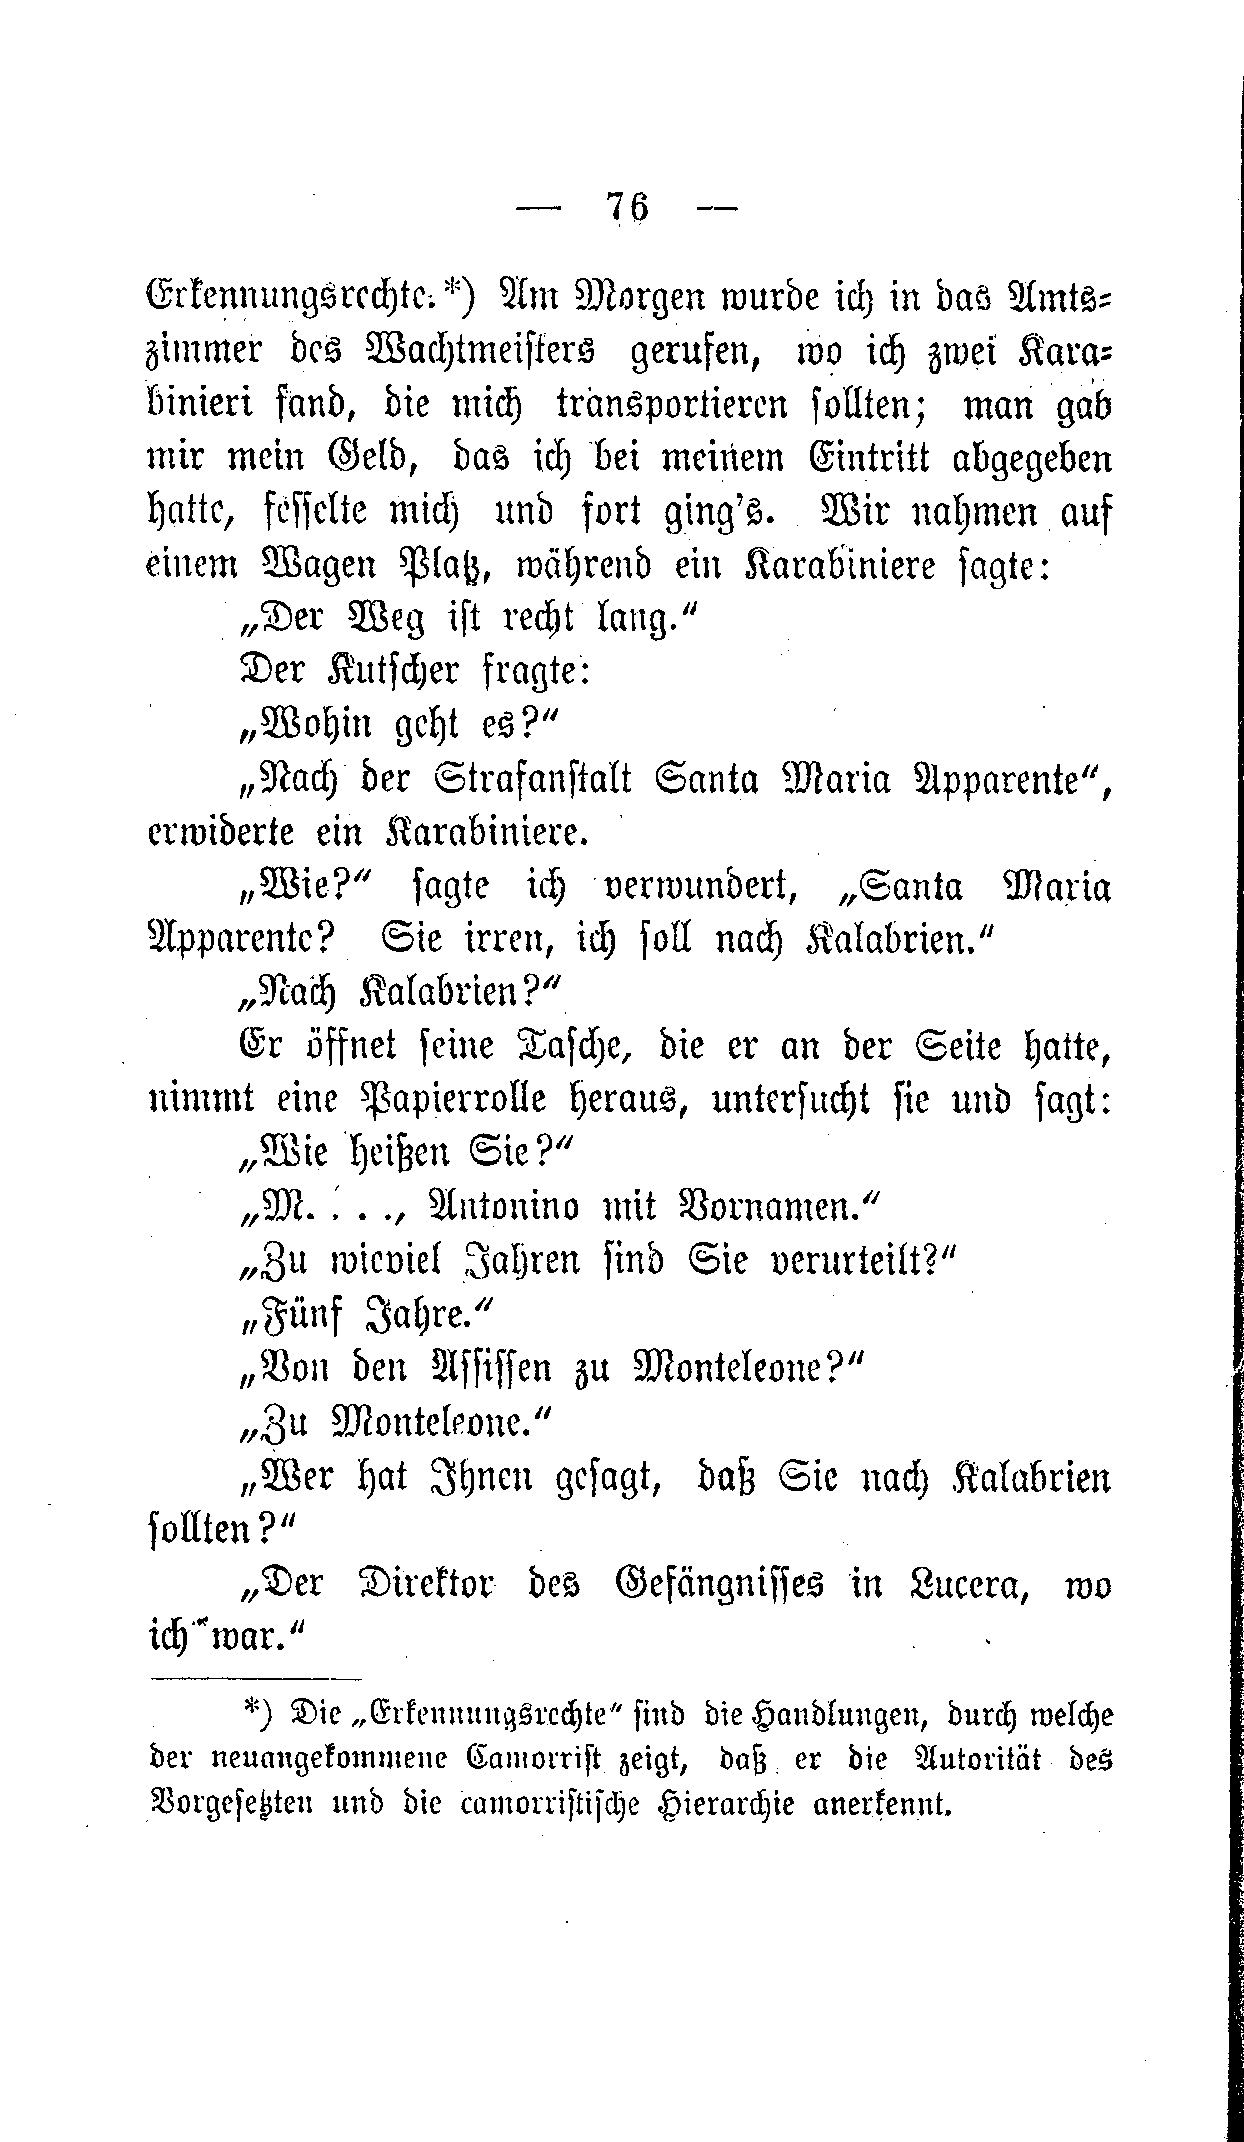 — 76 —
Erkennungsrechte.*) Am Morgen wurde ich in das Amts-
zimmer des Wachtmeisters gerufen, wo ich zwei Kara-
binieri fand, die mich transportieren sollten; man gab
mir mein Geld, das ich bei meinem Eintritt abgegeben
hatte, fesselte mich und fort ging's. Wir nahmen auf
einem Wagen Platz, während ein Karabiniere sagte:
„Der Weg ist recht lang."
Der Kutscher fragte:
„Wohin geht es?"
„Nach der Strafanstalt Santa Maria Apparente",
erwiderte ein Karabiniere.
„Wie?" sagte ich verwundert, „Santa Maria
Apparente? Sie irren, ich soll nach Kalabrien."
„Nach Kalabrien?"
Er öffnet seine Tasche, die er an der Seite hatte,
nimmt eine Papierrolle heraus, untersucht sie und sagt:
„Wie heißen Sie?"
„M. . . ., Antonino mit Vornamen."
„Zu wieviel Jahren sind Sie verurteilt?"
„Fünf Jahre."
„Von den Assissen zu Monteleone?"
„Zu Monteleone."
„Wer hat Ihnen gesagt, daß Sie nach Kalabrien
sollten?"
„Der Direktor des Gefängnisses in Lucera, wo
ich war."
*) Die „Erkennungsrechte" sind die Handlungen, durch welche
der neuangekommene Camorrist zeigt, daß er die Autorität des
Vorgesetzten und die camorristische Hierarchie anerkennt.